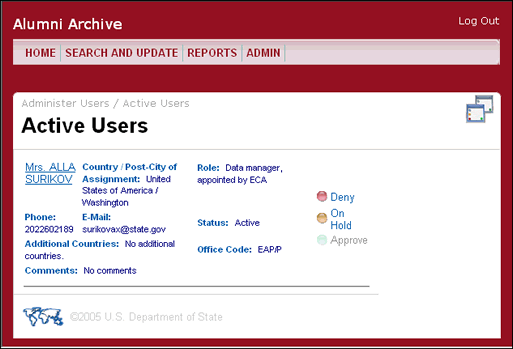 Alumni Archive
Log Out
HOME SEARCH AND UPDATE REPORTS ADMIN
Administer Users / Active Users
Active Users
Mrs. ALLA
SURIKOV
Country / Post-City of
Assignment: United
States of America /
Washington
Role: Data manager,
appointed by ECA
Deny
On
Hold
Approve
Phone:
2022602189
E-Mail:
surikovax@state.gov
Status: Active
Additional Countries: No additional
countries.
Office Code: EAP/P
Comments: No comments
©2005 U.S. Department of State